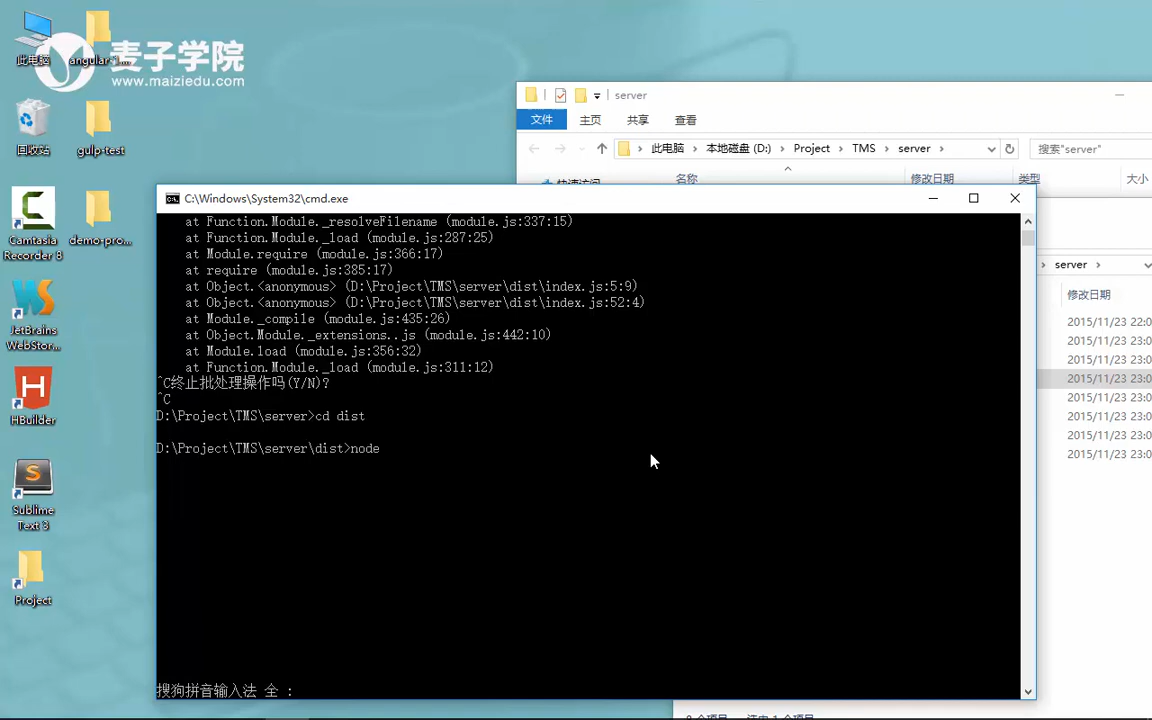 此电脑
angular-1....
麦子学院
www.maiziedu.com
回收站
gulp-test
Camtasia
Recorder 8
demo-pro...
JetBrains
WebStor...
HBuilder
Sublime
Text 3
Project
server
文件
主页
共享
查看
此电脑
本地磁盘 (D:)
Project
TMS
server
搜索"server"
快速访问
名称
修改日期
类型
大小
C:\Windows\System32\cmd.exe
at Function.Module._resolveFilename (module.js:337:15)
at Function.Module._load (module.js:287:25)
at Module.require (module.js:366:17)
at require (module.js:385:17)
at Object.<anonymous> (D:\Project\TMS\server\dist\index.js:5:9)
at Object.<anonymous> (D:\Project\TMS\server\dist\index.js:52:4)
at Module._compile (module.js:435:26)
at Object.Module._extensions..js (module.js:442:10)
at Module.load (module.js:356:32)
at Function.Module._load (module.js:311:12)
^C终止批处理操作吗(Y/N)?
^C
D:\Project\TMS\server>cd dist
D:\Project\TMS\server\dist>node
搜狗拼音输入法 全 :
server
修改日期
2015/11/23 22:0
2015/11/23 23:0
2015/11/23 23:0
2015/11/23 23:0
2015/11/23 23:0
2015/11/23 23:0
2015/11/23 23:0
2015/11/23 23:0